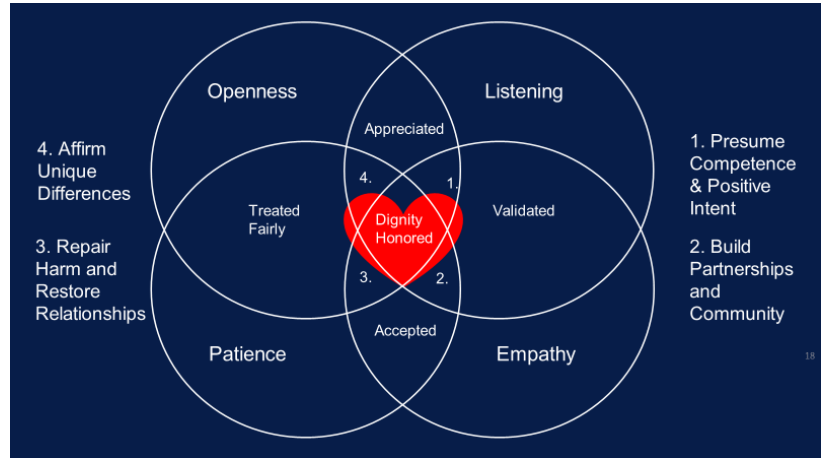 Openness
Listening
Appreciated
4. Affirm
Unique
Differences
1. Presume
Competence
& Positive
Intent
4.
1.
Treated
Fairly
Dignity
Honored
Validated
3. Repair
Harm and
Restore
Relationships
2. Build
Partnerships
and
Community
3.
2.
Accepted
Patience
Empathy
18